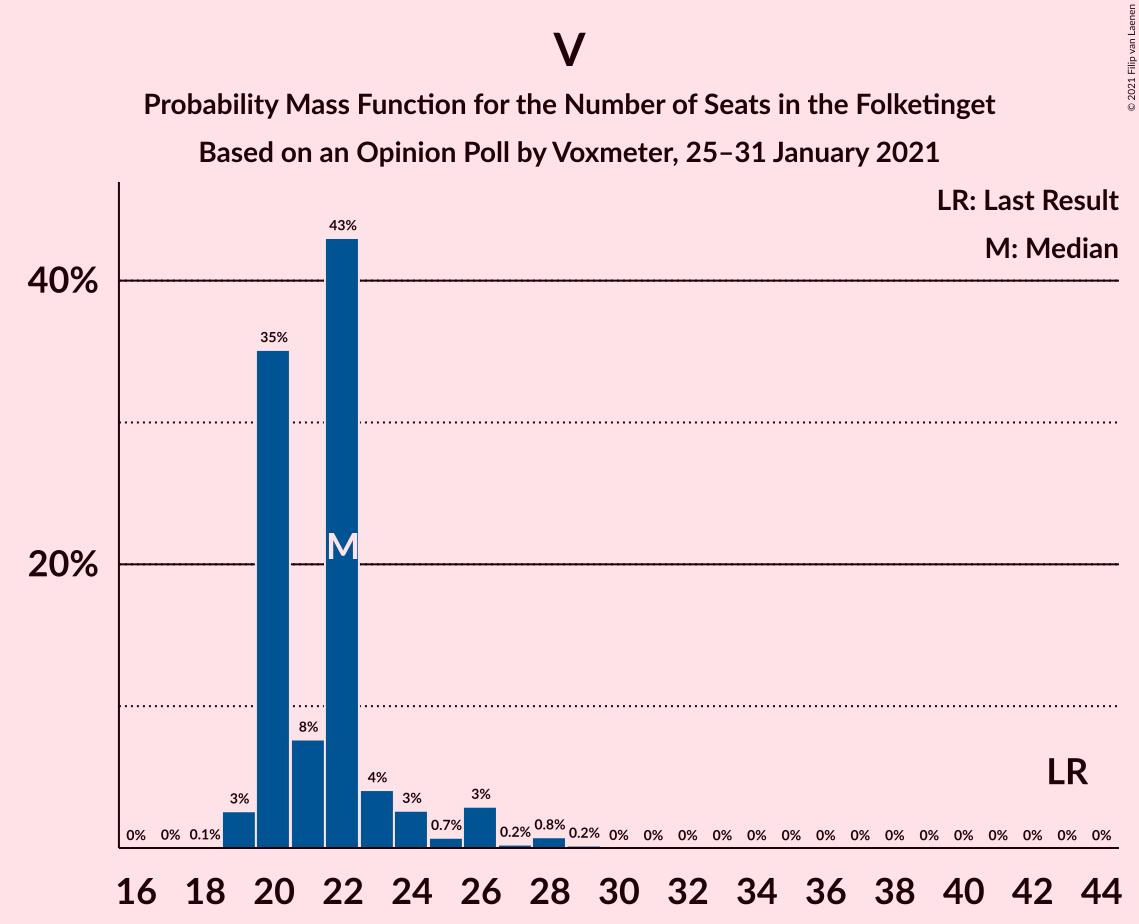 V
Probability Mass Function for the Number of Seats in the Folketinget
Based on an Opinion Poll by Voxmeter, 25–31 January 2021
© 2021 Filip van Laenen
LR: Last Result
M: Median
40%
20%
0% 0% 0.1% 3% 35% 8% 43% 4% 3% 0.7% 3% 0.2% 0.8% 0.2% 0% 0% 0% 0% 0% 0% 0% 0% 0% 0% 0% 0% 0% 0% 0%
M
LR
16 18 20 22 24 26 28 30 32 34 36 38 40 42 44